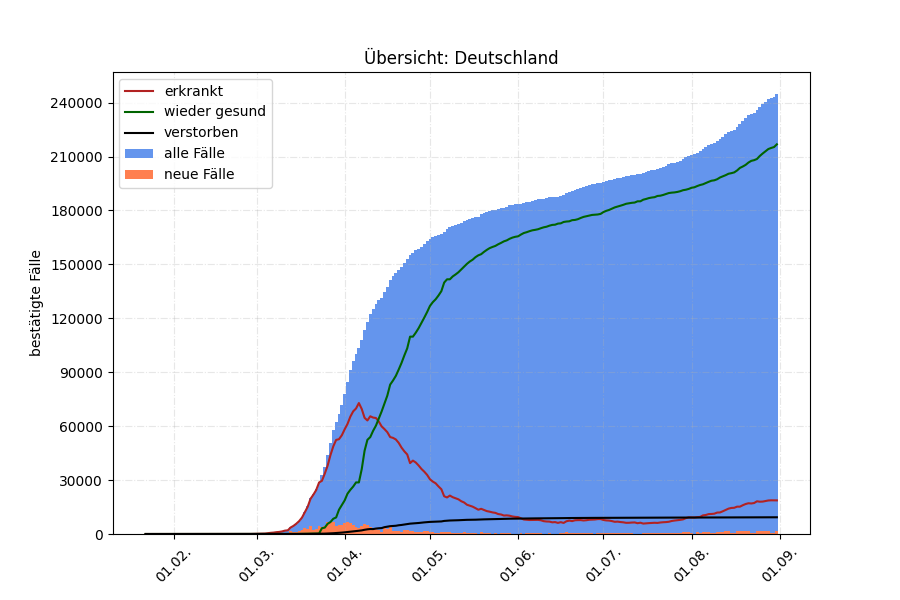 Übersicht: Deutschland
erkrankt
wieder gesund
verstorben
alle Fälle
neue Fälle
bestätigte Fälle
240000
210000
180000
150000
120000
90000
60000
30000
0
01.02.
01.03.
01.04.
01.05.
01.06.
01.07.
01.08.
01.09.